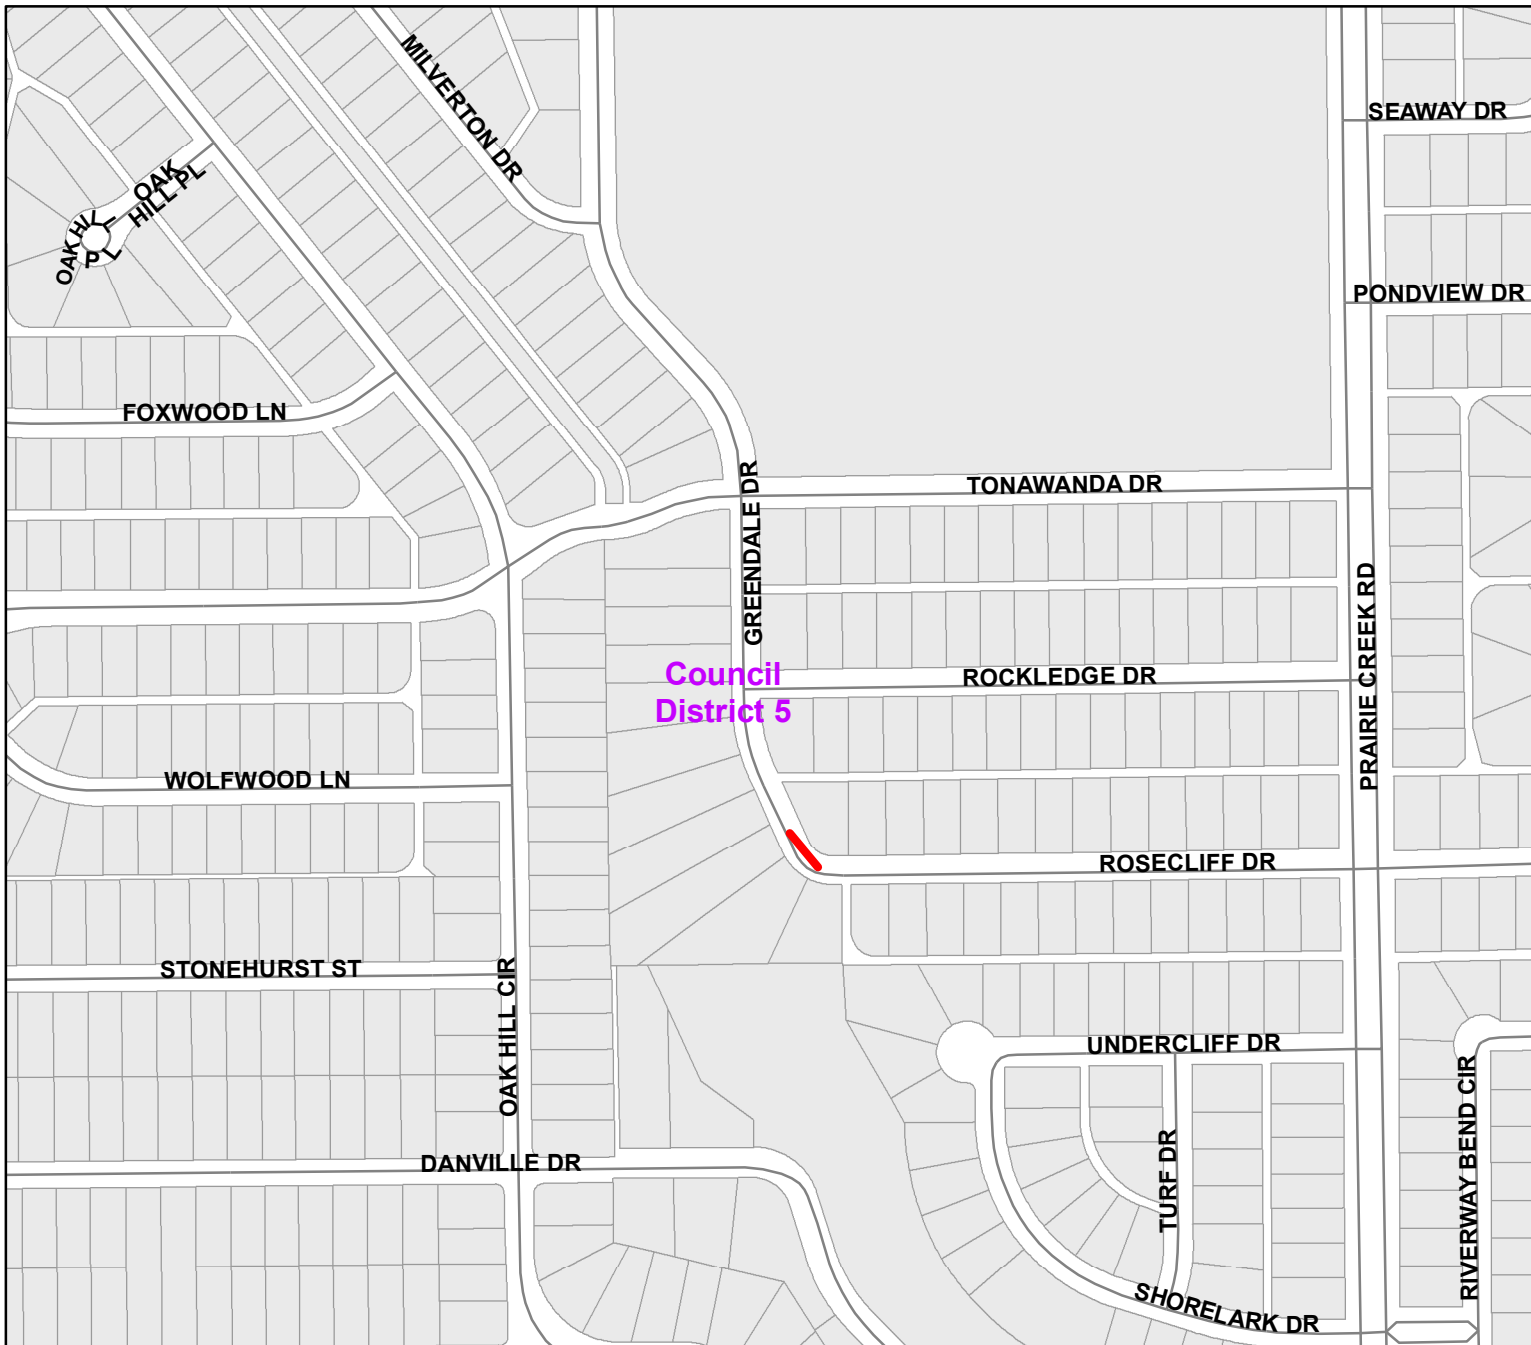 MILVERTON DR
SEAWAY DR
OAK
HILL PL
OAK HILL
PL
PONDVIEW DR
FOXWOOD LN
TONAWANDA DR
GREENDALE DR
PRAIRIE CREEK RD
Council
District 5
ROCKLEDGE DR
WOLFWOOD LN
ROSECLIFF DR
STONEHURST ST
OAK HILL CIR
UNDERCLIFF DR
RIVERWAY BEND CIR
TURF DR
DANVILLE DR
SHORELARK DR